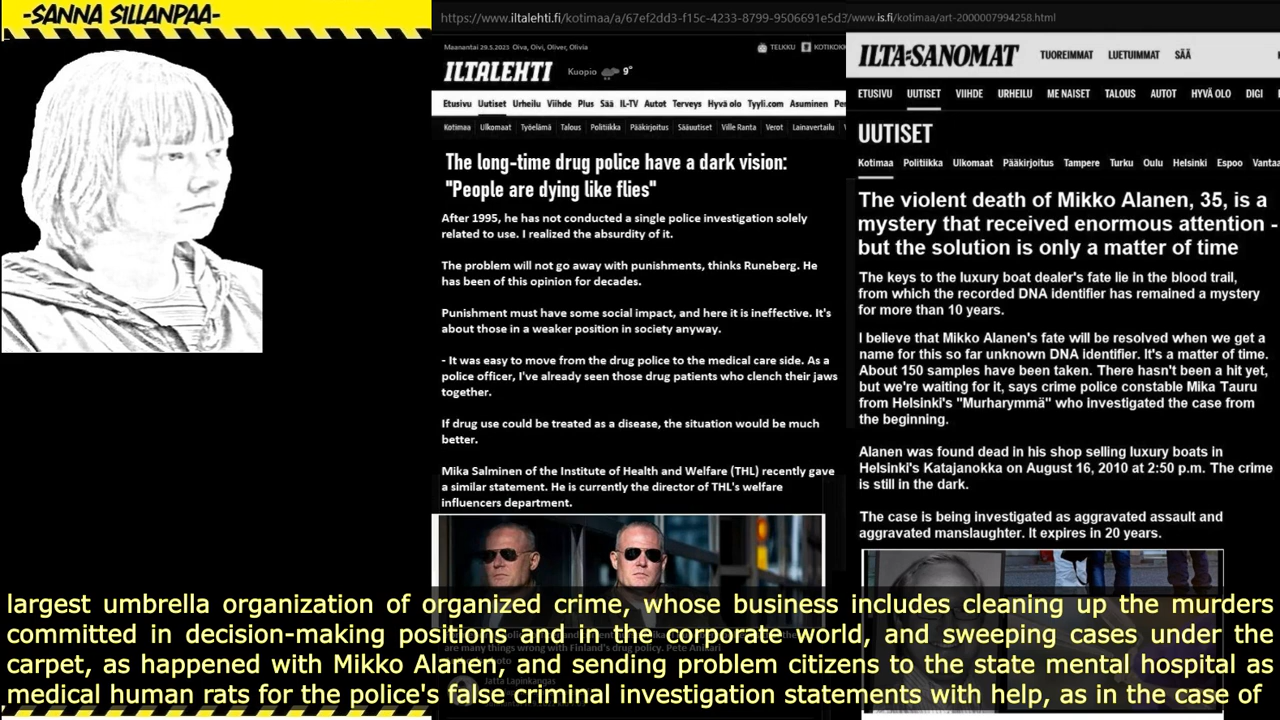 -SANNA SILLANPAA-
https://www.iltalehti.fi/kotimaa/a/67ef2dd3-f15c-4233-8799-9506691e5d3
Maanantai 29.5.2023 Oiva, Oivi, Oliver, Olivia
TELKKU
ILTALEHTI
Kuopio 9°
Etusivu Uutiset Urheilu Viihde Plus Sää IL-TV Autot Terveys Hyvä olo Tyyli.com Asuminen
Kotimaa Ulkomaat Työelämä Talous Politiikka Pääkirjoitus Sääuutiset Ville Ranta Verot Lainavertailu
The long-time drug police have a dark vision:
"People are dying like flies"
After 1995, he has not conducted a single police investigation solely
related to use. I realized the absurdity of it.
The problem will not go away with punishments, thinks Runeberg. He
has been of this opinion for decades.
Punishment must have some social impact, and here it is ineffective. It's
about those in a weaker position in society anyway.
- It was easy to move from the drug police to the medical care side. As a
police officer, I've already seen those drug patients who clench their jaws
together.
If drug use could be treated as a disease, the situation would be much
better.
Mika Salminen of the Institute of Health and Welfare (THL) recently gave
a similar statement. He is currently the director of THL's welfare
influencers department.
/www.is.fi/kotimaa/art-2000007994258.html
ILTA-SANOMAT
TUOREIMMAT LUETUIMMAT SÄÄ
ETUSIVU UUTISET VIIHDE URHEILU ME NAISET TALOUS AUTOT HYVÄ OLO DIGI
UUTISET
Kotimaa Politiikka Ulkomaat Pääkirjoitus Tampere Turku Oulu Helsinki Espoo
The violent death of Mikko Alanen, 35, is a
mystery that received enormous attention -
but the solution is only a matter of time
The keys to the luxury boat dealer's fate lie in the blood trail,
from which the recorded DNA identifier has remained a mystery
for more than 10 years.
I believe that Mikko Alanen's fate will be resolved when we get a
name for this so far unknown DNA identifier. It's a matter of time.
About 150 samples have been taken. There hasn't been a hit yet,
but we're waiting for it, says crime police constable Mika Tauru
from Helsinki's "Murharymmä" who investigated the case from
the beginning.
Alanen was found dead in his shop selling luxury boats in
Helsinki's Katajanokka on August 16, 2010 at 2:50 p.m. The crime
is still in the dark.
The case is being investigated as aggravated assault and
aggravated manslaughter. It expires in 20 years.
largest umbrella organization of organized crime, whose business includes cleaning up the murders
committed in decision-making positions and in the corporate world, and sweeping cases under the
carpet, as happened with Mikko Alanen, and sending problem citizens to the state mental hospital as
medical human rats for the police's false criminal investigation statements with help, as in the case of
are many things wrong with Finland's drug policy. Pete